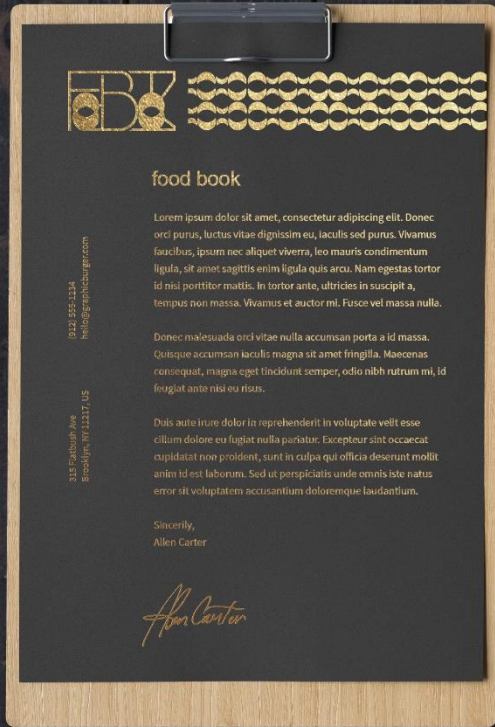 food book
Lorem ipsum dolor sit amet, consectetur adipiscing elit. Donec
orci purus, luctus vitae dignissim eu, iaculis sed purus. Vivamus
faucibus, ipsum nec aliquet viverra, leo mauris condimentum
ligula, sit amet sagittis enim ligula quis arcu. Nam egestas tortor
id nisi porttitor mattis. In tortor ante, ultricies in suscipit a,
tempus non massa. Vivamus et auctor mi. Fusce vel massa nulla.
Donec malesuada orci vitae nulla accumsan porta a id massa.
Quisque accumsan iaculis magna sit amet fringilla. Maecenas
consequat, magna eget tincidunt semper, odio nibh rutrum mi, id
feugiat ante nisi eu risus.
Duis aute irure dolor in reprehenderit in voluptate velit esse
cillum dolore eu fugiat nulla pariatur. Excepteur sint occaecat
cupidatat non proident, sunt in culpa qui officia deserunt mollit
anim id est laborum. Sed ut perspiciatis unde omnis iste natus
error sit voluptatem accusantium doloremque laudantium.
Sincerily,
Allen Carter
(912) 555-1234
hello@graphicburger.com
315 Flatbush Ave
Brooklyn, NY 11217, US